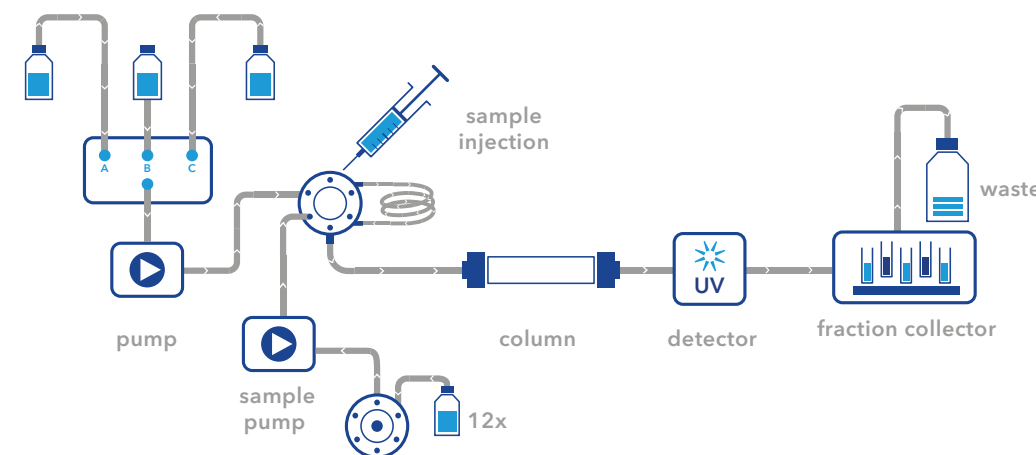 A B C
sample
injection
waste
UV
pump
column
detector
fraction collector
sample
pump
12x